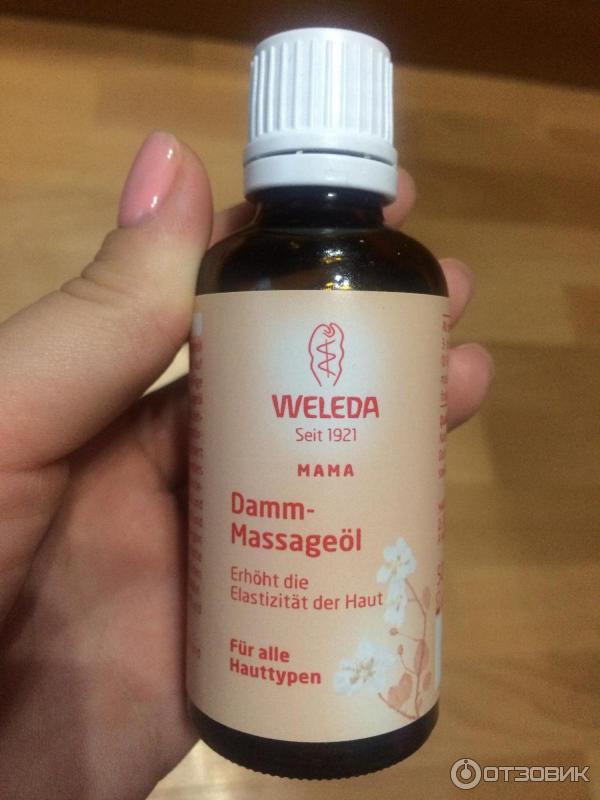 WELEDA
Seit 1921
MAMA
Damm-
Massageöl
Erhöht die
Elastizität der Haut
Für alle
Hauttypen
ОТЗОВИК